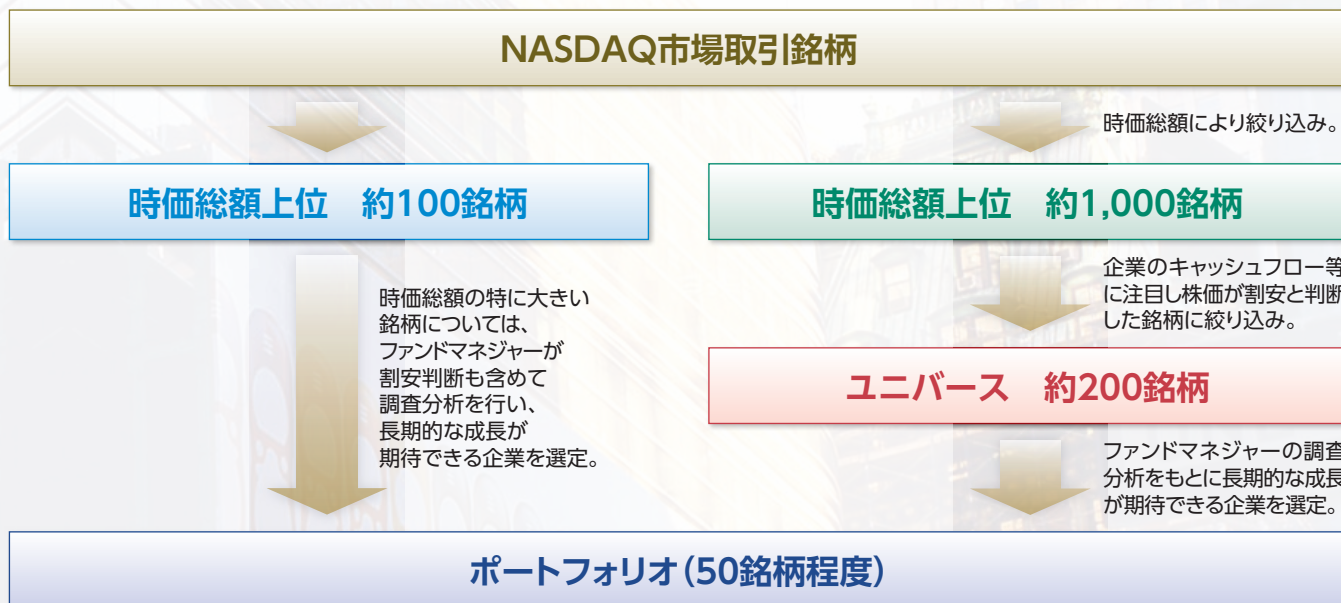 NASDAQ市場取引銘柄
時価総額により絞り込み。
時価総額上位　約100銘柄
時価総額上位　約1,000銘柄
時価総額の特に大きい
銘柄については、
ファンドマネジャーが
割安判断も含めて
調査分析を行い、
長期的な成長が
期待できる企業を選定。
企業のキャッシュフロー等
に注目し株価が割安と判断
した銘柄に絞り込み。
ユニバース　約200銘柄
ファンドマネジャーの調査
分析をもとに長期的な成長
が期待できる企業を選定。
ポートフォリオ(50銘柄程度)